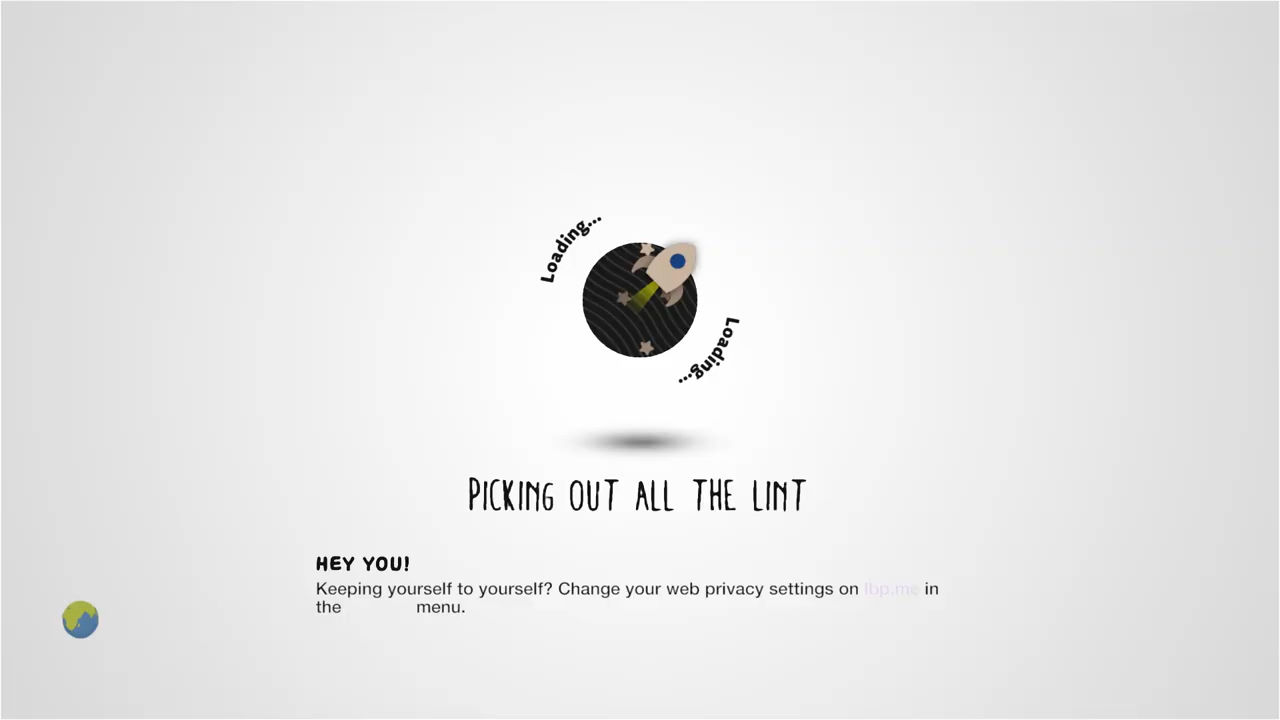 Loading...
Loading...
PICKING OUT ALL THE LINT
HEY YOU!
Keeping yourself to yourself? Change your web privacy settings on lbp.me in
the menu.